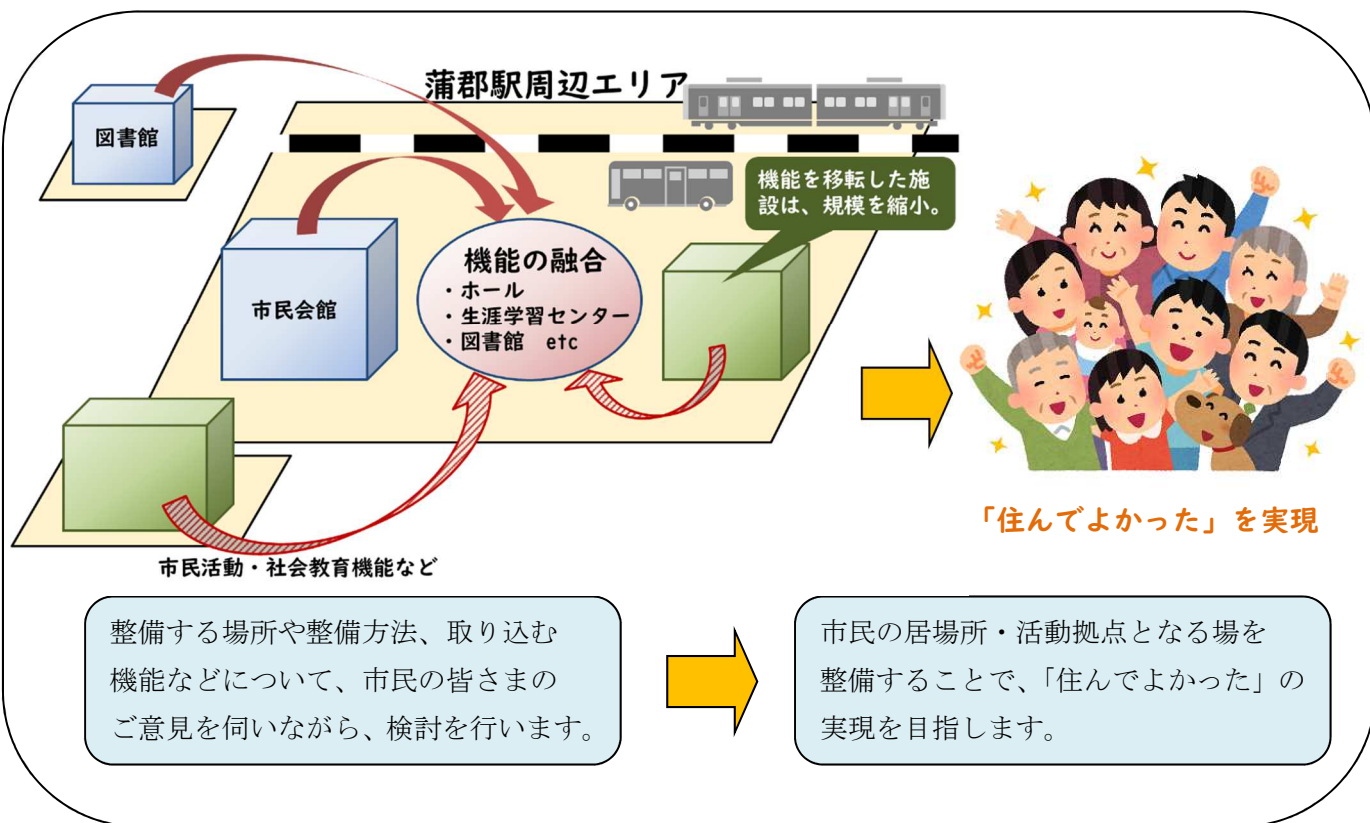 蒲郡駅周辺エリア
図書館
機能を移転した施
設は、規模を縮小。
市民会館
機能の融合
・ホール
・生涯学習センター
・図書館　etc
「住んでよかった」を実現
市民活動・社会教育機能など
整備する場所や整備方法、取り込む
機能などについて、市民の皆さまの
ご意見を伺いながら、検討を行います。
市民の居場所・活動拠点となる場を
整備することで、「住んでよかった」の
実現を目指します。